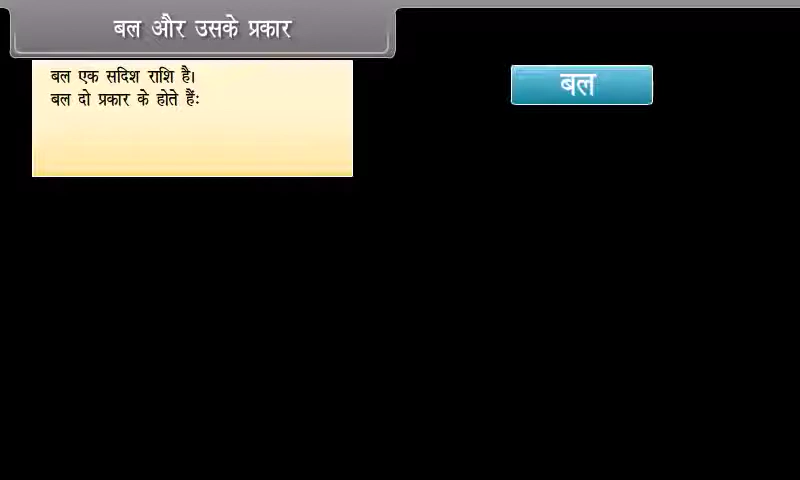 बल और उसके प्रकार
बल एक सदिश राशि है।
बल दो प्रकार के होते हैं:
बल